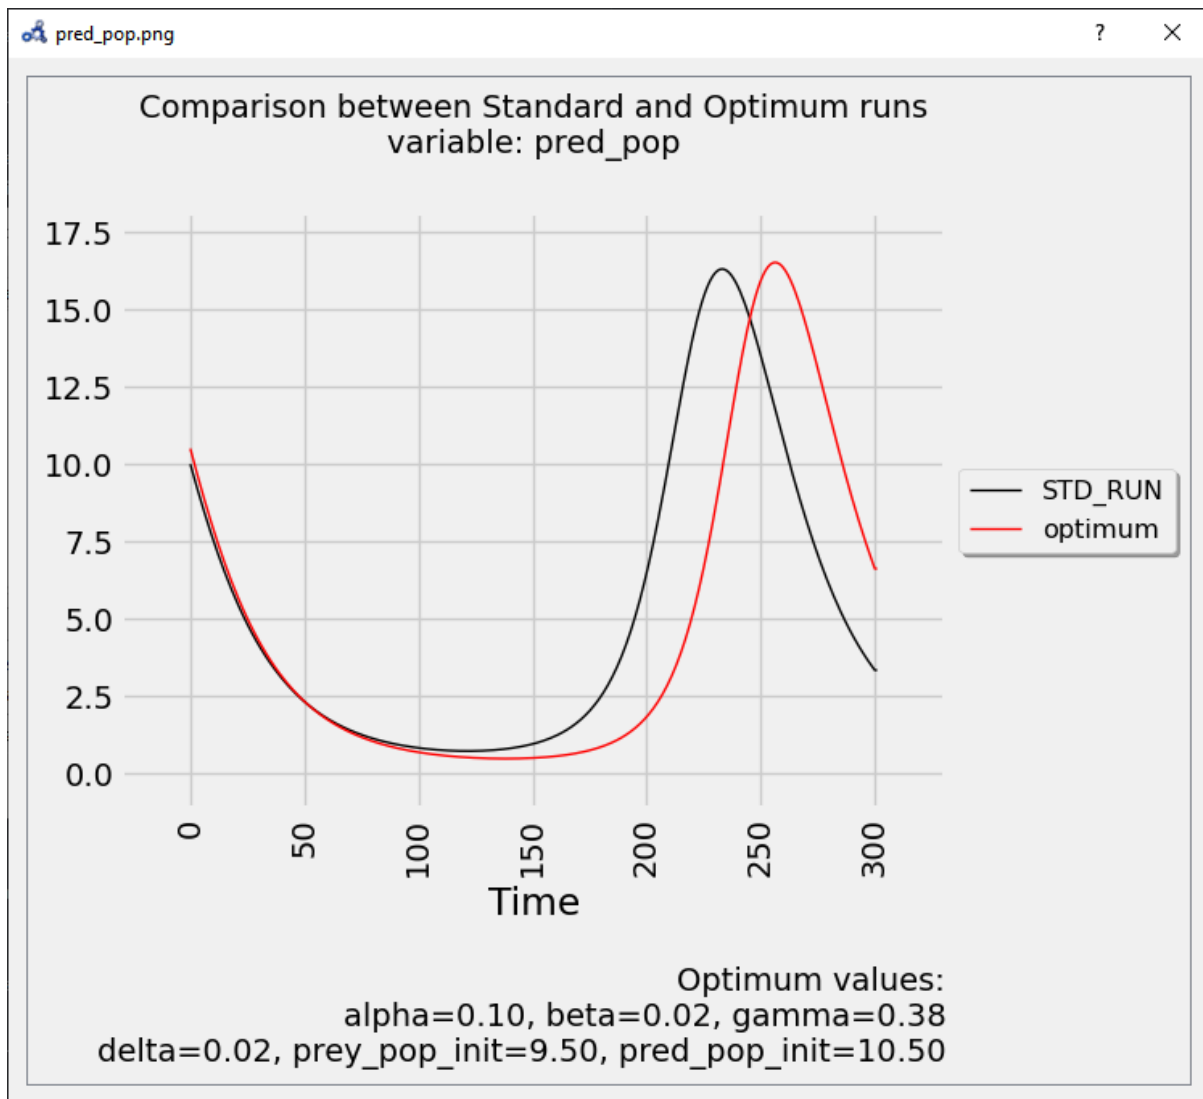 pred_pop.png
?
Comparison between Standard and Optimum runs
variable: pred_pop
17.5
15.0
12.5
10.0
7.5
5.0
2.5
0.0
STD_RUN
optimum
0
50
100
150
200
250
300
Time
Optimum values:
alpha=0.10, beta=0.02, gamma=0.38
delta=0.02, prey_pop_init=9.50, pred_pop_init=10.50